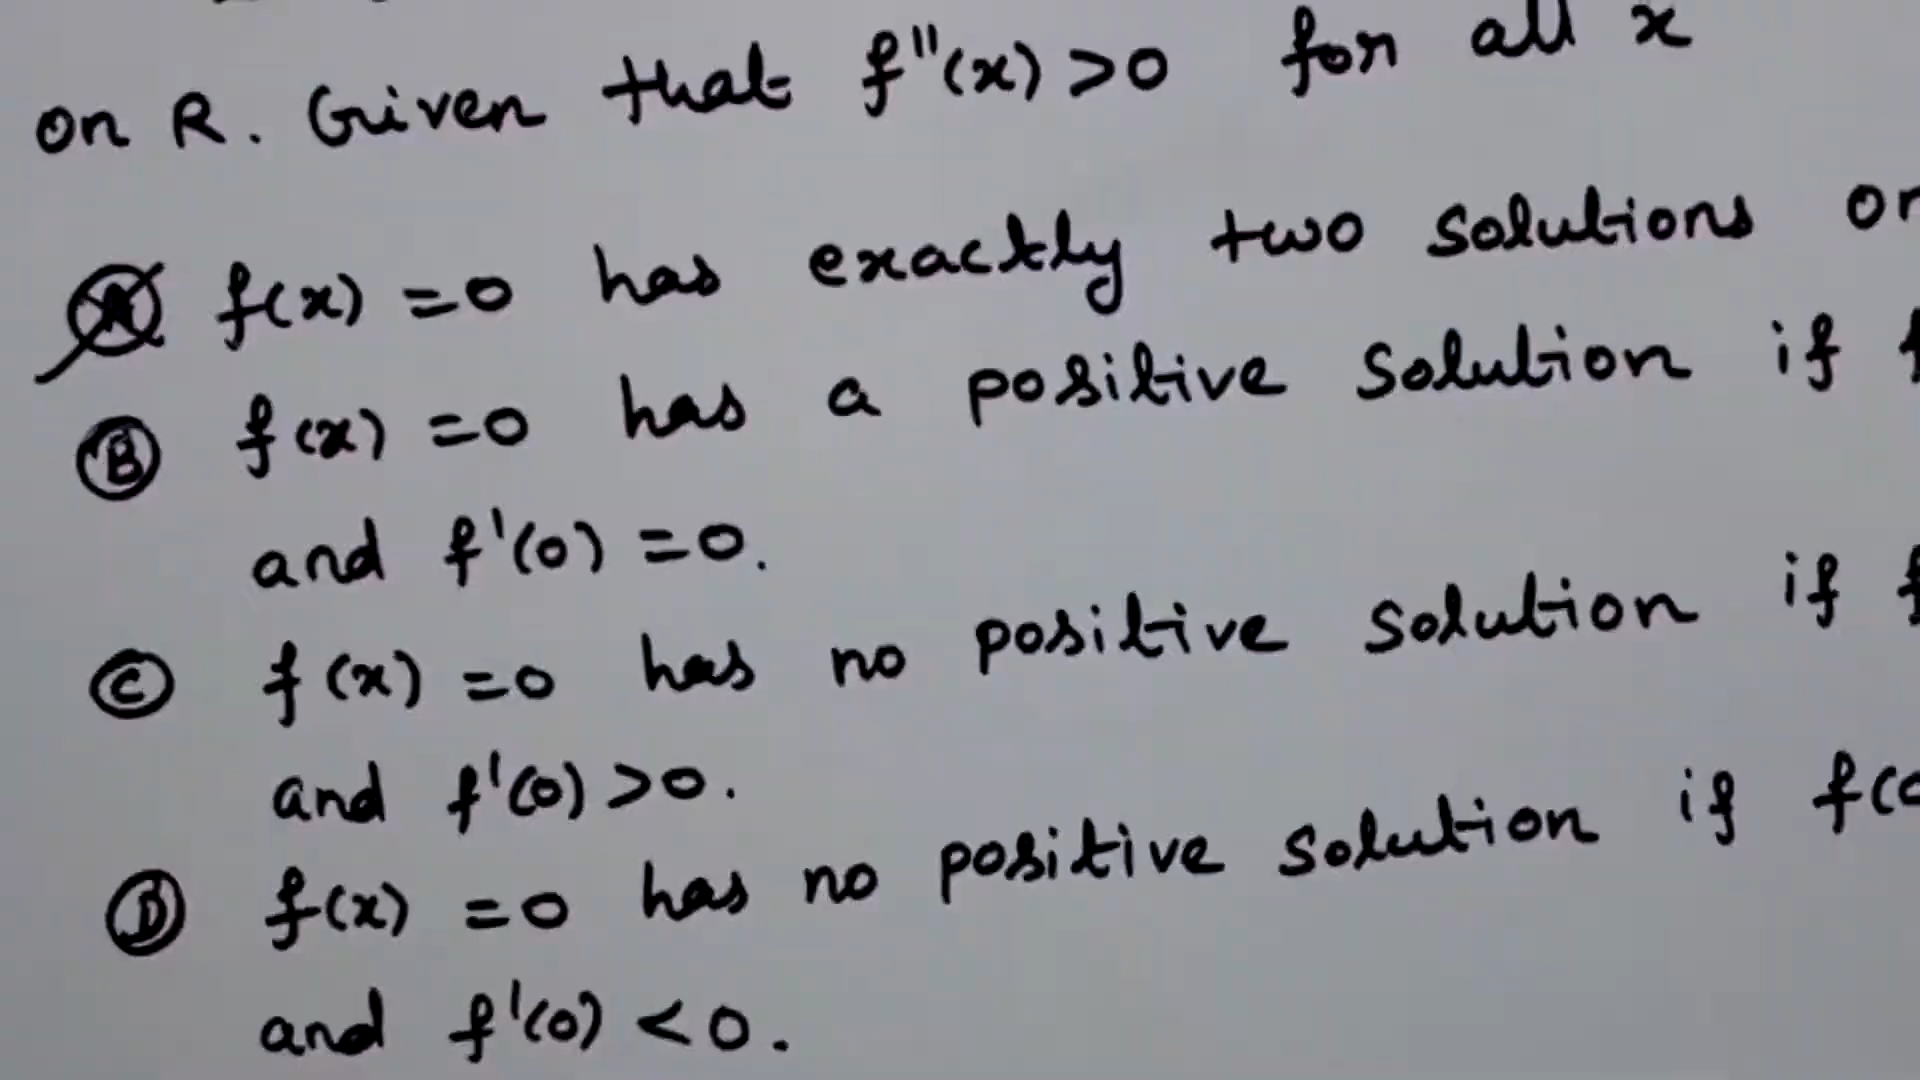 on R. Given that f''(x) >0 for all x
(A) f(x) =0 has exactly two solutions
(B) f(x) =0 has a positive solution if
and f'(0) =0.
(C) f(x) =0 has no positive solution if
and f'(0) >0.
(D) f(x) =0 has no positive solution if
and f'(0) <0.